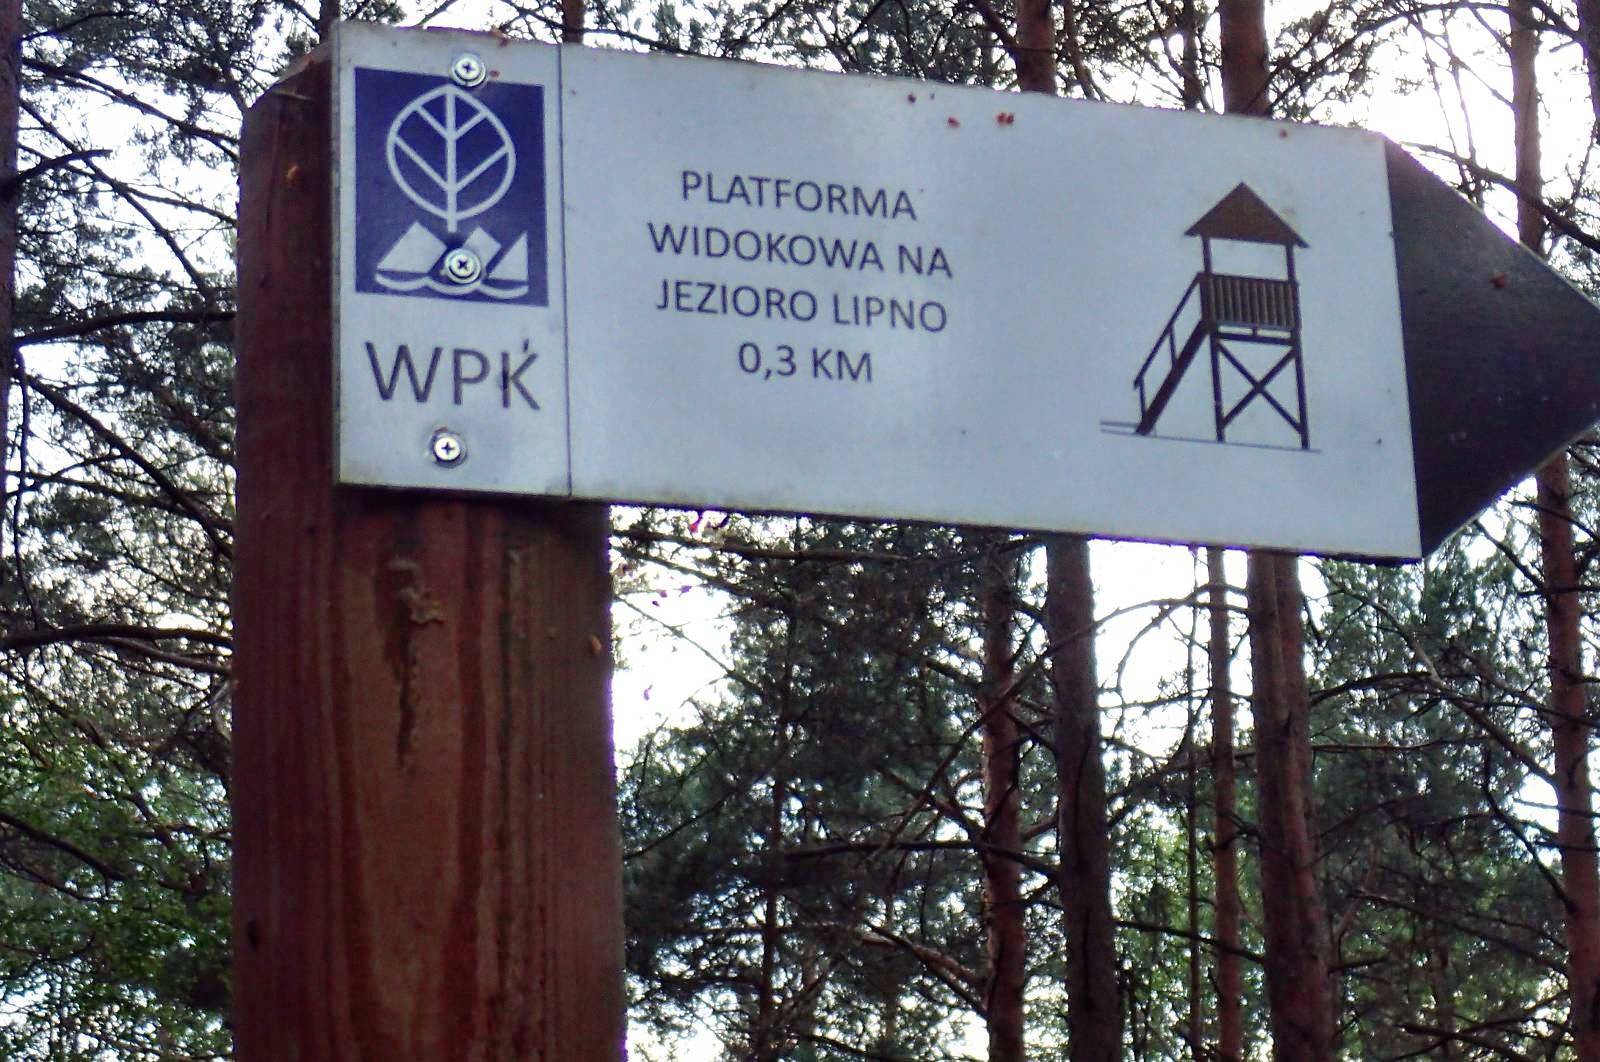 WPK
PLATFORMA
WIDOKOWA NA
JEZIORO LIPNO
0,3 KM